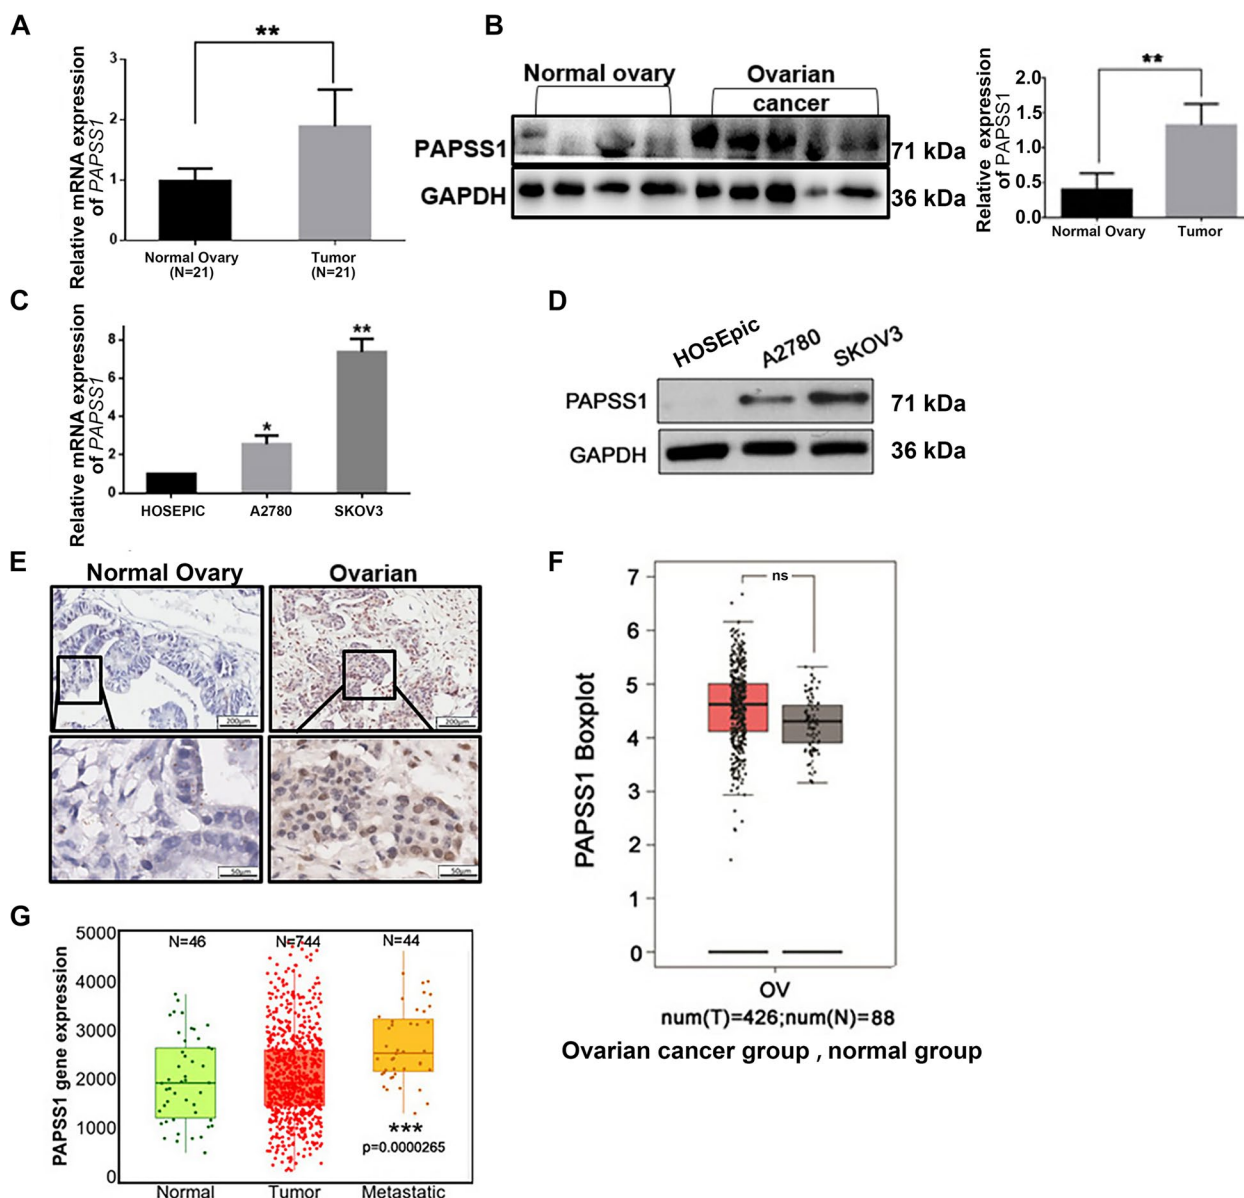 A
Relative mRNA expression
of PAPSS1
3
2
1
0
**
Normal Ovary
(N=21)
Tumor
(N=21)
B
Normal ovary
Ovarian
cancer
PAPSS1
71 kDa
GAPDH
36 kDa
Relative expression
of PAPSS1
2.0
1.5
1.0
0.5
0.0
**
Normal Ovary
Tumor
C
Relative mRNA expression
of PAPSS1
8
6
4
2
0
*
**
HOSEPIC
A2780
SKOV3
D
HOSEpic
A2780
SKOV3
PAPSS1
71 kDa
GAPDH
36 kDa
E
Normal Ovary
Ovarian
200μm
200μm
50μm
50μm
F
PAPSS1 Boxplot
7
6
5
4
3
2
1
0
ns
OV
num(T)=426;num(N)=88
Ovarian cancer group , normal group
G
PAPSS1 gene expression
5000
4000
3000
2000
1000
0
N=46
N=744
N=44
***
p=0.0000265
Normal
Tumor
Metastatic